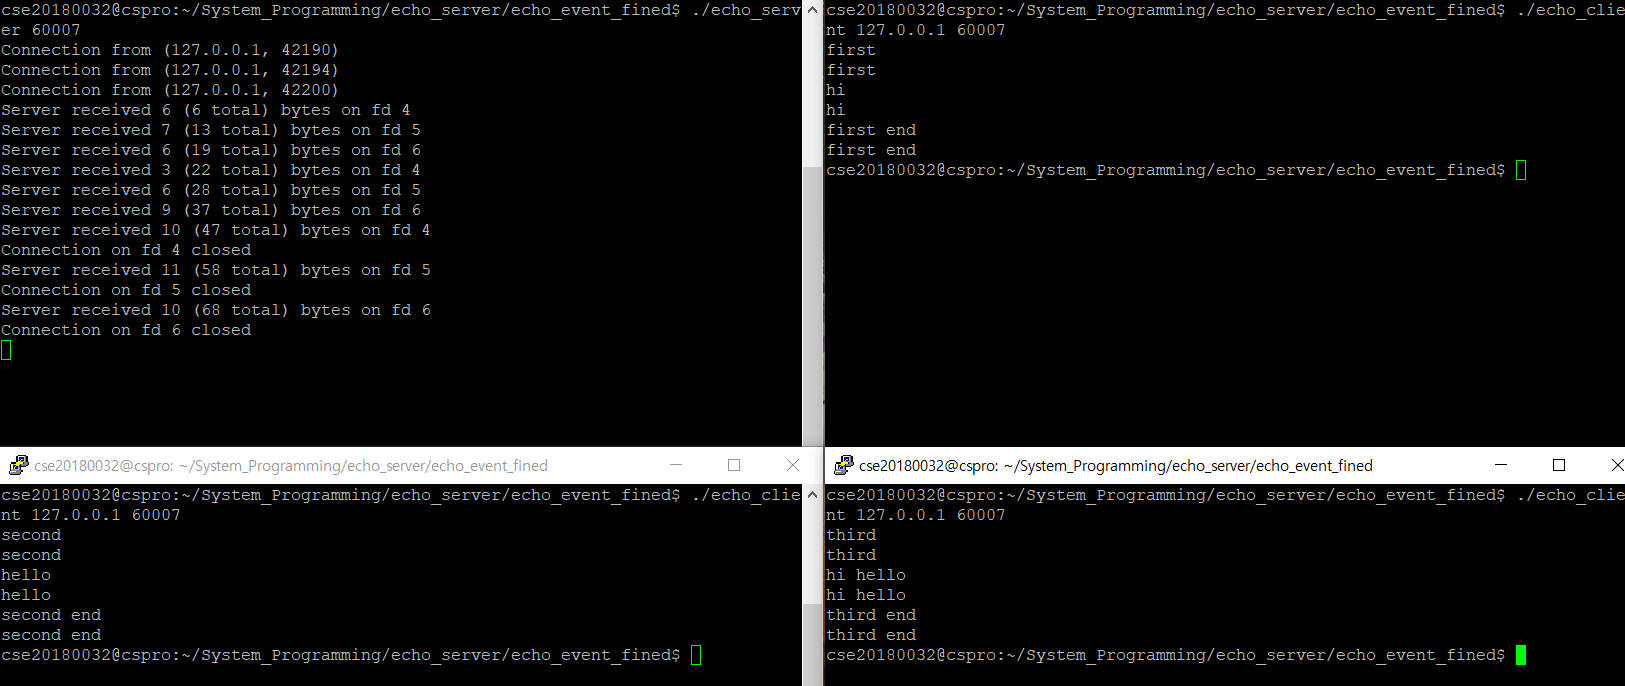 cse20180032@cspro:~/System_Programming/echo_server/echo_event_fined$ ./echo_serv
er 60007
Connection from (127.0.0.1, 42190)
Connection from (127.0.0.1, 42194)
Connection from (127.0.0.1, 42200)
Server received 6 (6 total) bytes on fd 4
Server received 7 (13 total) bytes on fd 5
Server received 6 (19 total) bytes on fd 6
Server received 3 (22 total) bytes on fd 4
Server received 6 (28 total) bytes on fd 5
Server received 9 (37 total) bytes on fd 6
Server received 10 (47 total) bytes on fd 4
Connection on fd 4 closed
Server received 11 (58 total) bytes on fd 5
Connection on fd 5 closed
Server received 10 (68 total) bytes on fd 6
Connection on fd 6 closed
cse20180032@cspro:~/System_Programming/echo_server/echo_event_fined$ ./echo_clie
nt 127.0.0.1 60007
first
first
hi
hi
first end
first end
cse20180032@cspro:~/System_Programming/echo_server/echo_event_fined$
cse20180032@cspro: ~/System_Programming/echo_server/echo_event_fined
cse20180032@cspro:~/System_Programming/echo_server/echo_event_fined$ ./echo_clie
nt 127.0.0.1 60007
second
second
hello
hello
second end
second end
cse20180032@cspro:~/System_Programming/echo_server/echo_event_fined$
cse20180032@cspro: ~/System_Programming/echo_server/echo_event_fined
cse20180032@cspro:~/System_Programming/echo_server/echo_event_fined$ ./echo_clie
nt 127.0.0.1 60007
third
third
hi hello
hi hello
third end
third end
cse20180032@cspro:~/System_Programming/echo_server/echo_event_fined$